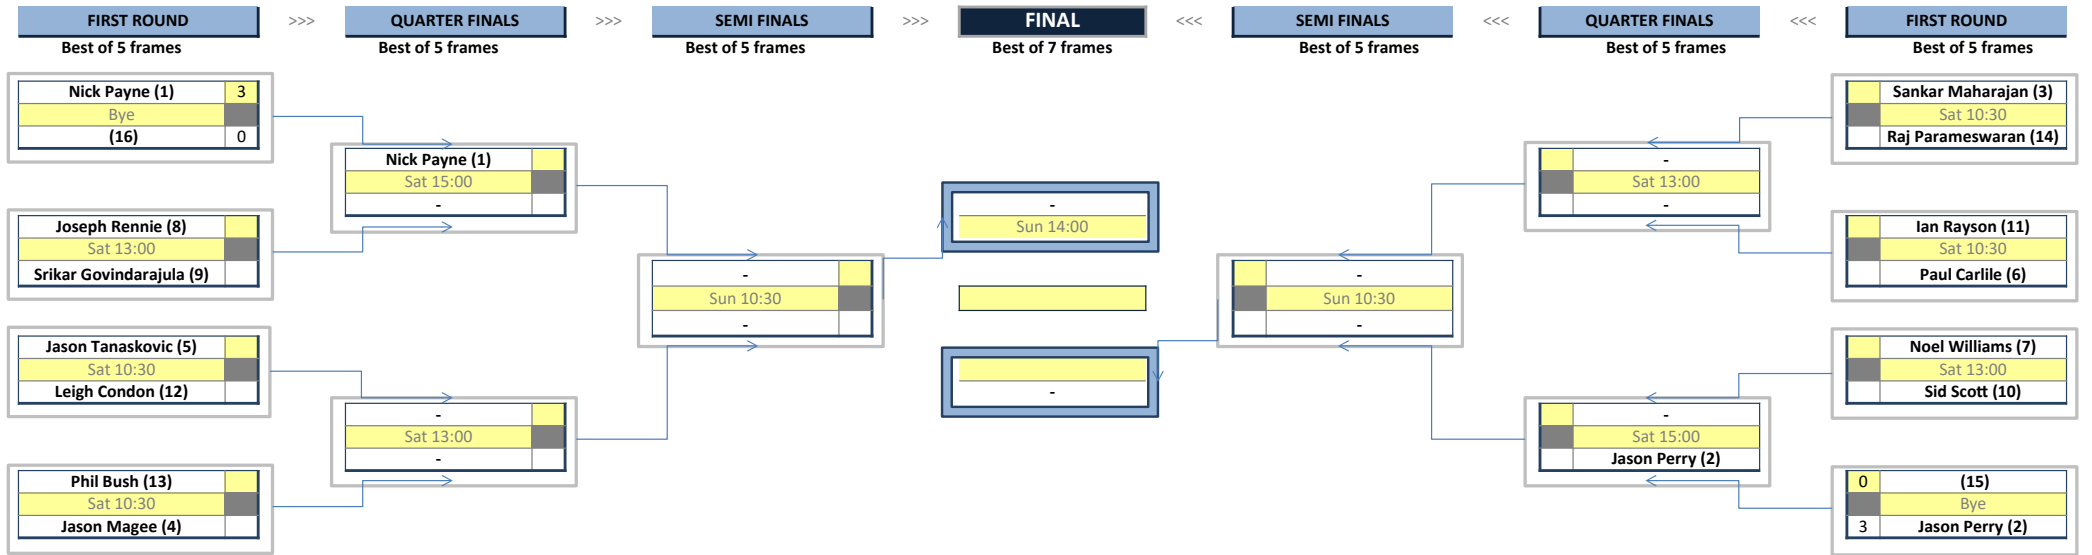 FIRST ROUND >>> QUARTER FINALS >>> SEMI FINALS >>> FINAL <<< SEMI FINALS <<< QUARTER FINALS <<< FIRST ROUND
Best of 5 frames Best of 5 frames Best of 5 frames Best of 7 frames Best of 5 frames Best of 5 frames Best of 5 frames
Nick Payne (1) 3
Bye
(16) 0
Joseph Rennie (8)
Sat 13:00
Srikar Govindarajula (9)
Jason Tanaskovic (5)
Sat 10:30
Leigh Condon (12)
Phil Bush (13)
Sat 10:30
Jason Magee (4)
Nick Payne (1)
Sat 15:00
-
-
Sat 13:00
-
-
Sun 10:30
-
-
Sun 14:00
-
-
Sun 10:30
-
-
Sat 13:00
-
-
Sat 15:00
Jason Perry (2)
Sankar Maharajan (3)
Sat 10:30
Raj Parameswaran (14)
Ian Rayson (11)
Sat 10:30
Paul Carlile (6)
Noel Williams (7)
Sat 13:00
Sid Scott (10)
0 (15)
Bye
3 Jason Perry (2)